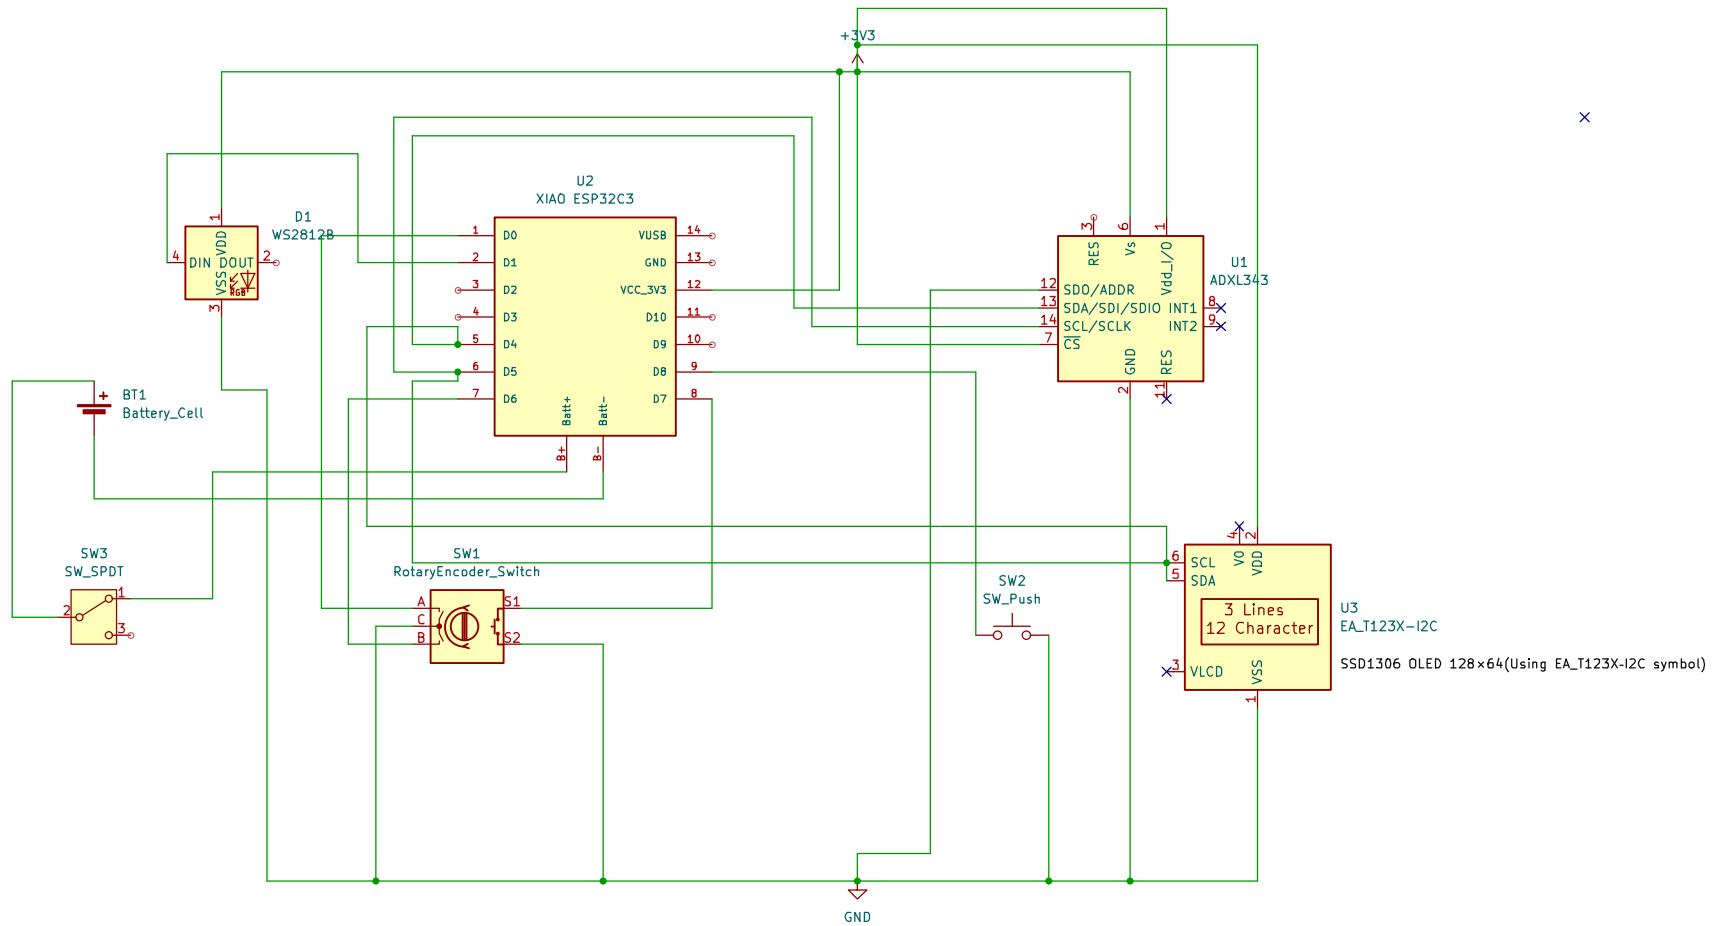 +3V3
U2
XIAO ESP32C3
D1
WS2812B
1
VDD
4
DIN
DOUT
2
VSS
RGB
3
1
D0
2
D1
3
D2
4
D3
5
D4
6
D5
7
D6
VUSB
14
GND
13
VCC_3V3
12
D10
11
D9
10
D8
9
D7
8
Batt+
Batt-
B+
B-
3
6
1
RES
Vs
Vdd_I/O
U1
ADXL343
12
SDO/ADDR
13
SDA/SDI/SDIO
INT1
8
14
SCL/SCLK
INT2
9
7
CS
GND
RES
2
11
BT1
Battery_Cell
SW3
SW_SPDT
1
2
3
SW1
RotaryEncoder_Switch
A
C
B
S1
S2
SW2
SW_Push
4
2
V0
VDD
6
SCL
5
SDA
3 Lines
12 Character
U3
EA_T123X-I2C
SSD1306 OLED 128×64(Using EA_T123X-I2C symbol)
3
VLCD
VSS
1
GND